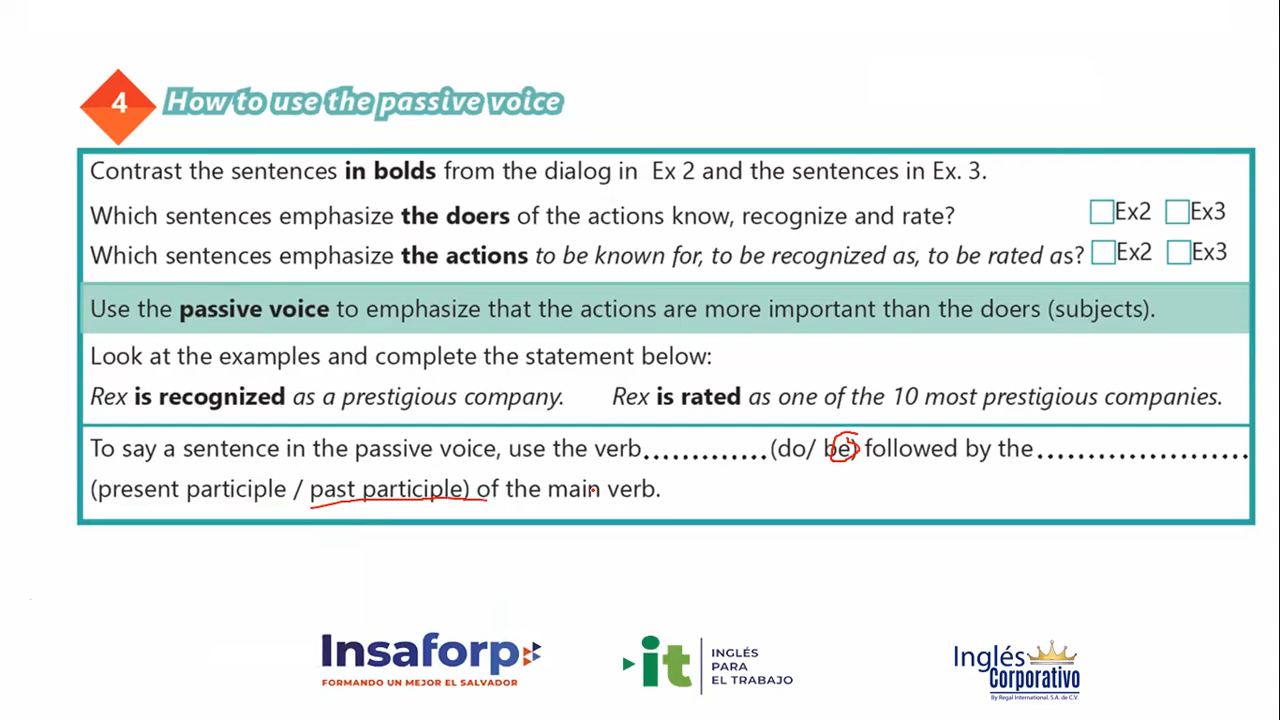 4 How to use the passive voice
Contrast the sentences in bolds from the dialog in Ex 2 and the sentences in Ex. 3.
Which sentences emphasize the doers of the actions know, recognize and rate? Ex2 Ex3
Which sentences emphasize the actions to be known for, to be recognized as, to be rated as? Ex2 Ex3
Use the passive voice to emphasize that the actions are more important than the doers (subjects).
Look at the examples and complete the statement below:
Rex is recognized as a prestigious company. Rex is rated as one of the 10 most prestigious companies.
To say a sentence in the passive voice, use the verb............. (do/ be) followed by the.....................
(present participle / past participle) of the main verb.
Insaforp
FORMANDO UN MEJOR EL SALVADOR
it
INGLÉS
PARA
EL TRABAJO
Inglés
Corporativo
By Regal International, S.A. de C.V.